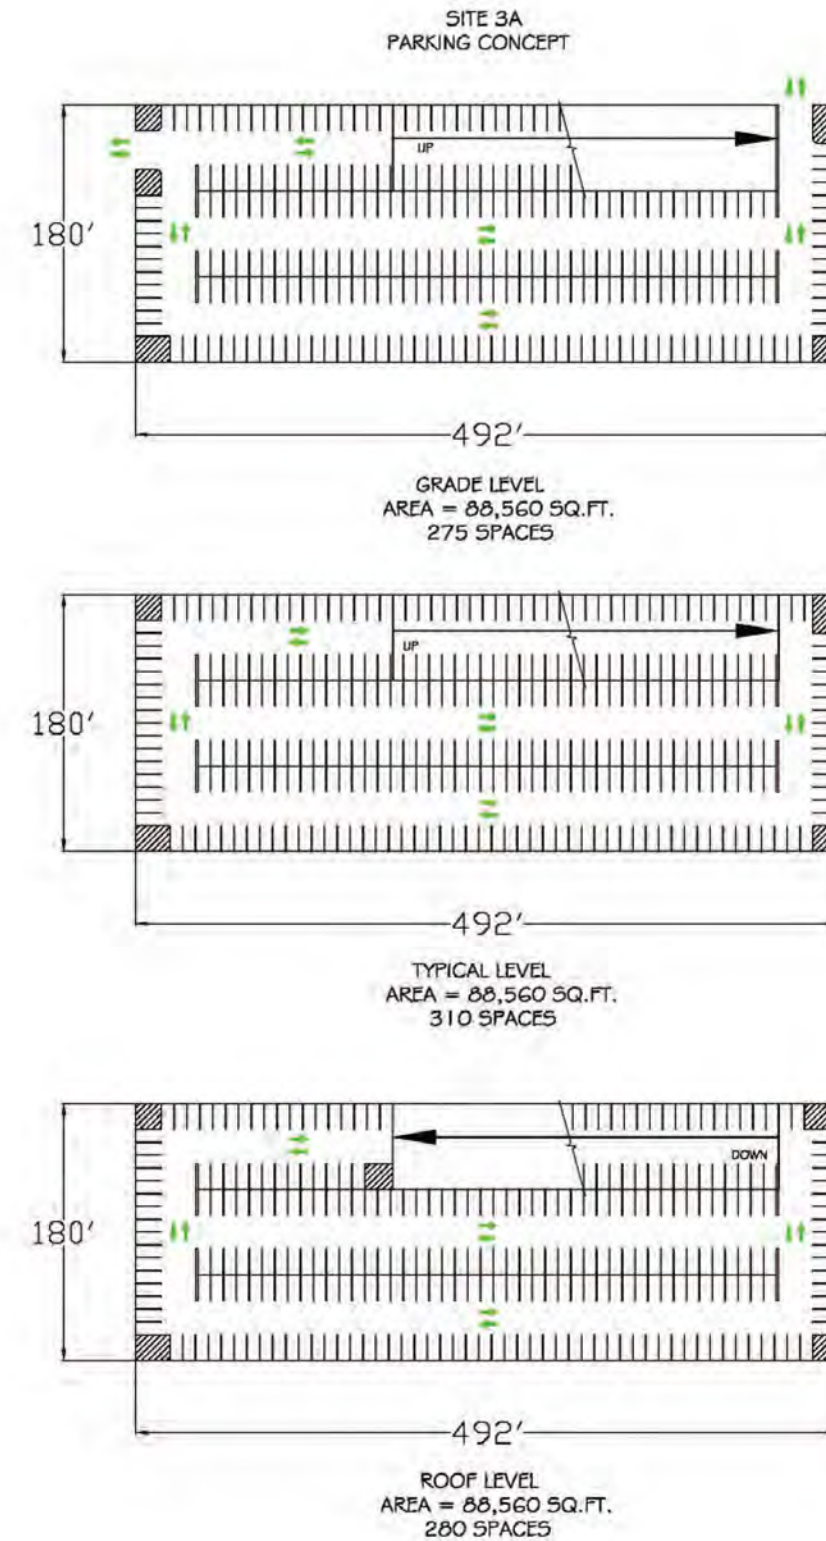 SITE 3A
PARKING CONCEPT
UP
180'
492'
GRADE LEVEL
AREA = 88,560 SQ.FT.
275 SPACES
UP
180'
492'
TYPICAL LEVEL
AREA = 88,560 SQ.FT.
310 SPACES
DOWN
180'
492'
ROOF LEVEL
AREA = 88,560 SQ.FT.
280 SPACES